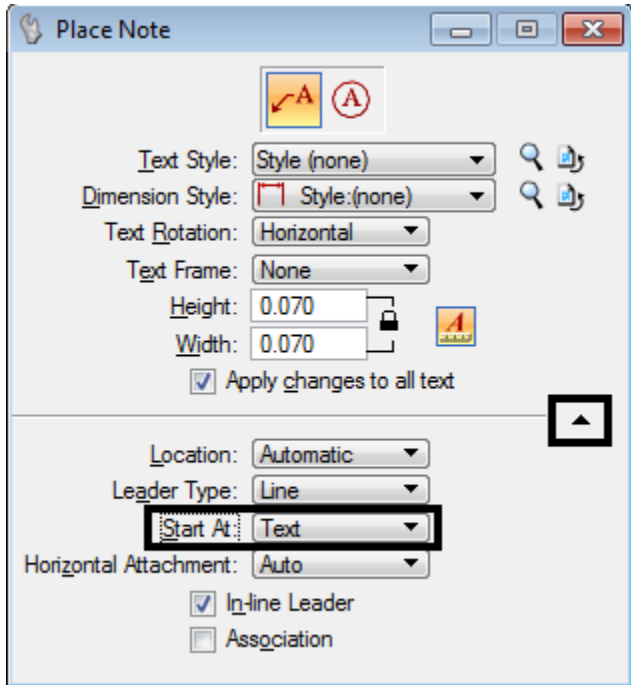 Place Note
A A
Text Style: Style (none)
Dimension Style: Style:(none)
Text Rotation: Horizontal
Text Frame: None
Height: 0.070
Width: 0.070
A
Apply changes to all text
Location: Automatic
Leader Type: Line
Start At: Text
Horizontal Attachment: Auto
In-line Leader
Association